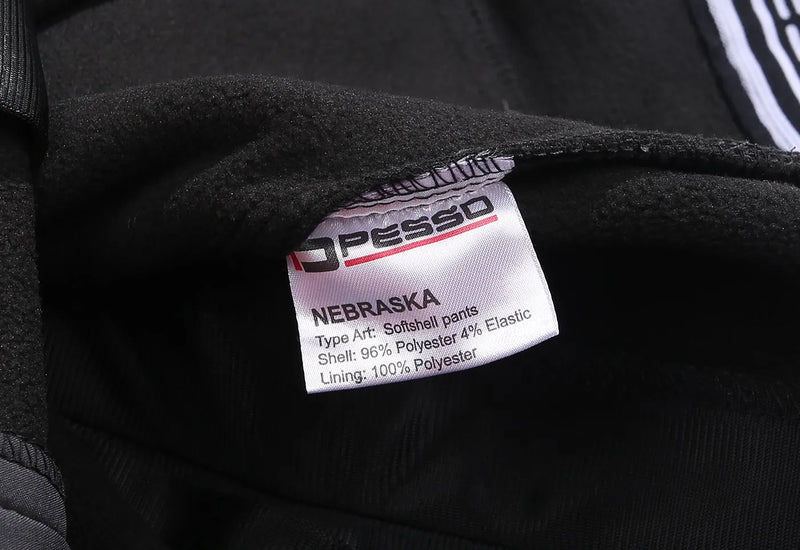 PESSO
NEBRASKA
Type Art: Softshell pants
Shell: 96% Polyester 4% Elastic
Lining: 100% Polyester